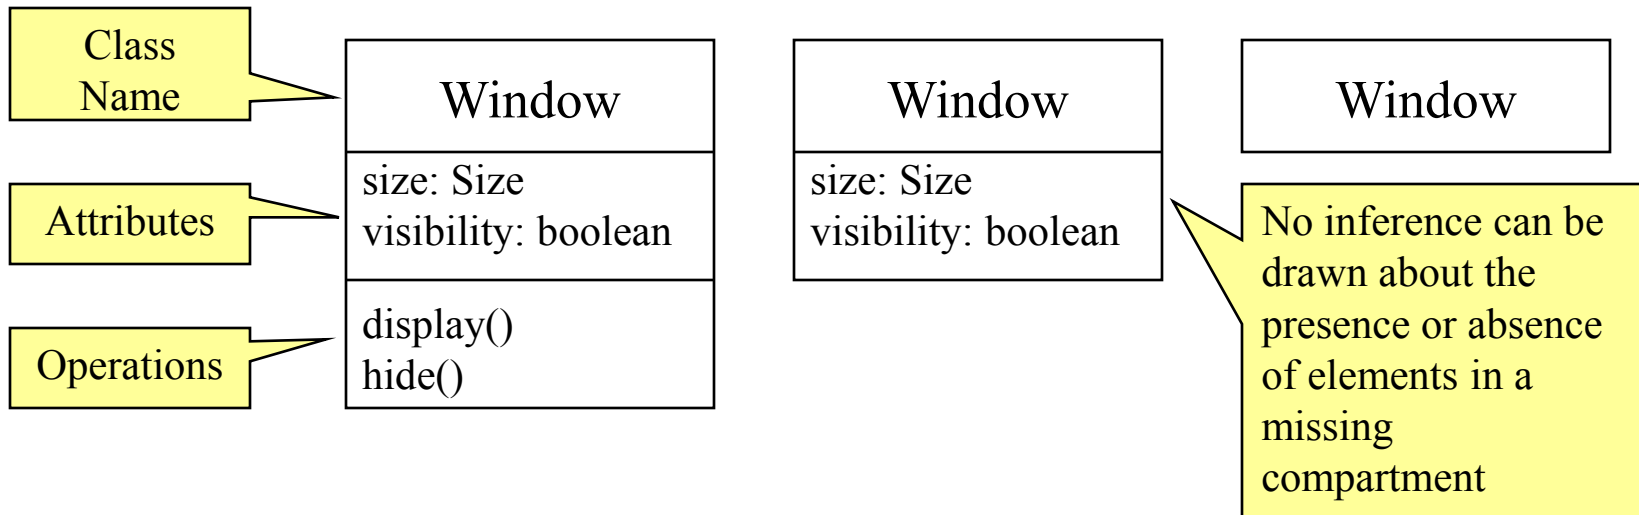 Class
Name
Attributes
Operations
Window
size: Size
visibility: boolean
display()
hide()
Window
size: Size
visibility: boolean
Window
No inference can be
drawn about the
presence or absence
of elements in a
missing
compartment